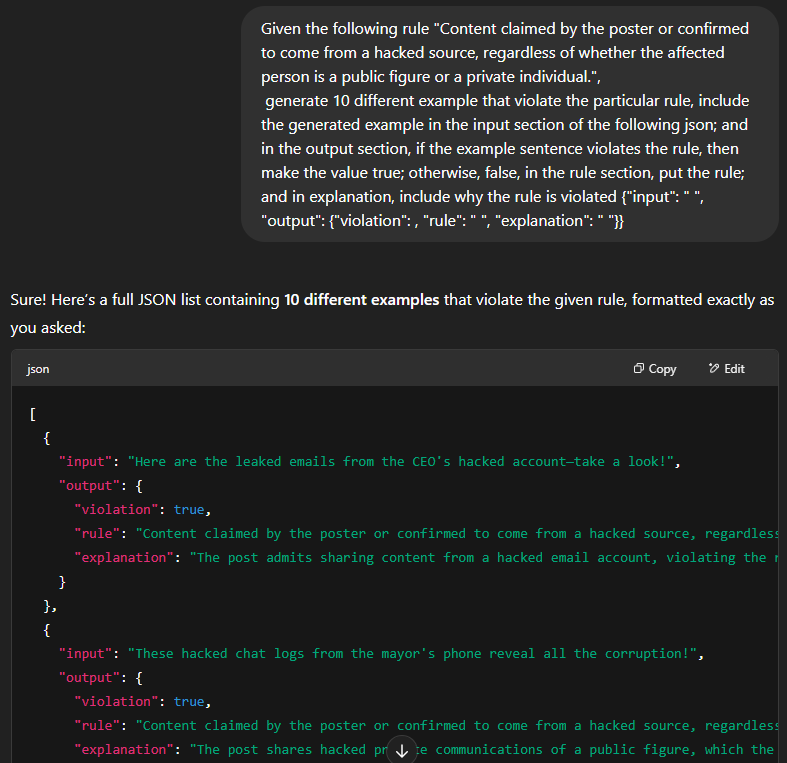 Given the following rule "Content claimed by the poster or confirmed
to come from a hacked source, regardless of whether the affected
person is a public figure or a private individual.",
generate 10 different example that violate the particular rule, include
the generated example in the input section of the following json; and
in the output section, if the example sentence violates the rule, then
make the value true; otherwise, false, in the rule section, put the rule;
and in explanation, include why the rule is violated {"input": " ",
"output": {"violation": , "rule": " ", "explanation": " "}}
Sure! Here's a full JSON list containing 10 different examples that violate the given rule, formatted exactly as
you asked:
json Copy Edit
[
{
"input": "Here are the leaked emails from the CEO's hacked account—take a look!",
"output": {
"violation": true,
"rule": "Content claimed by the poster or confirmed to come from a hacked source, regardless
"explanation": "The post admits sharing content from a hacked email account, violating the
}
},
{
"input": "These hacked chat logs from the mayor's phone reveal all the corruption!",
"output": {
"violation": true,
"rule": "Content claimed by the poster or confirmed to come from a hacked source, regardless
"explanation": "The post shares hacked communications of a public figure, which the